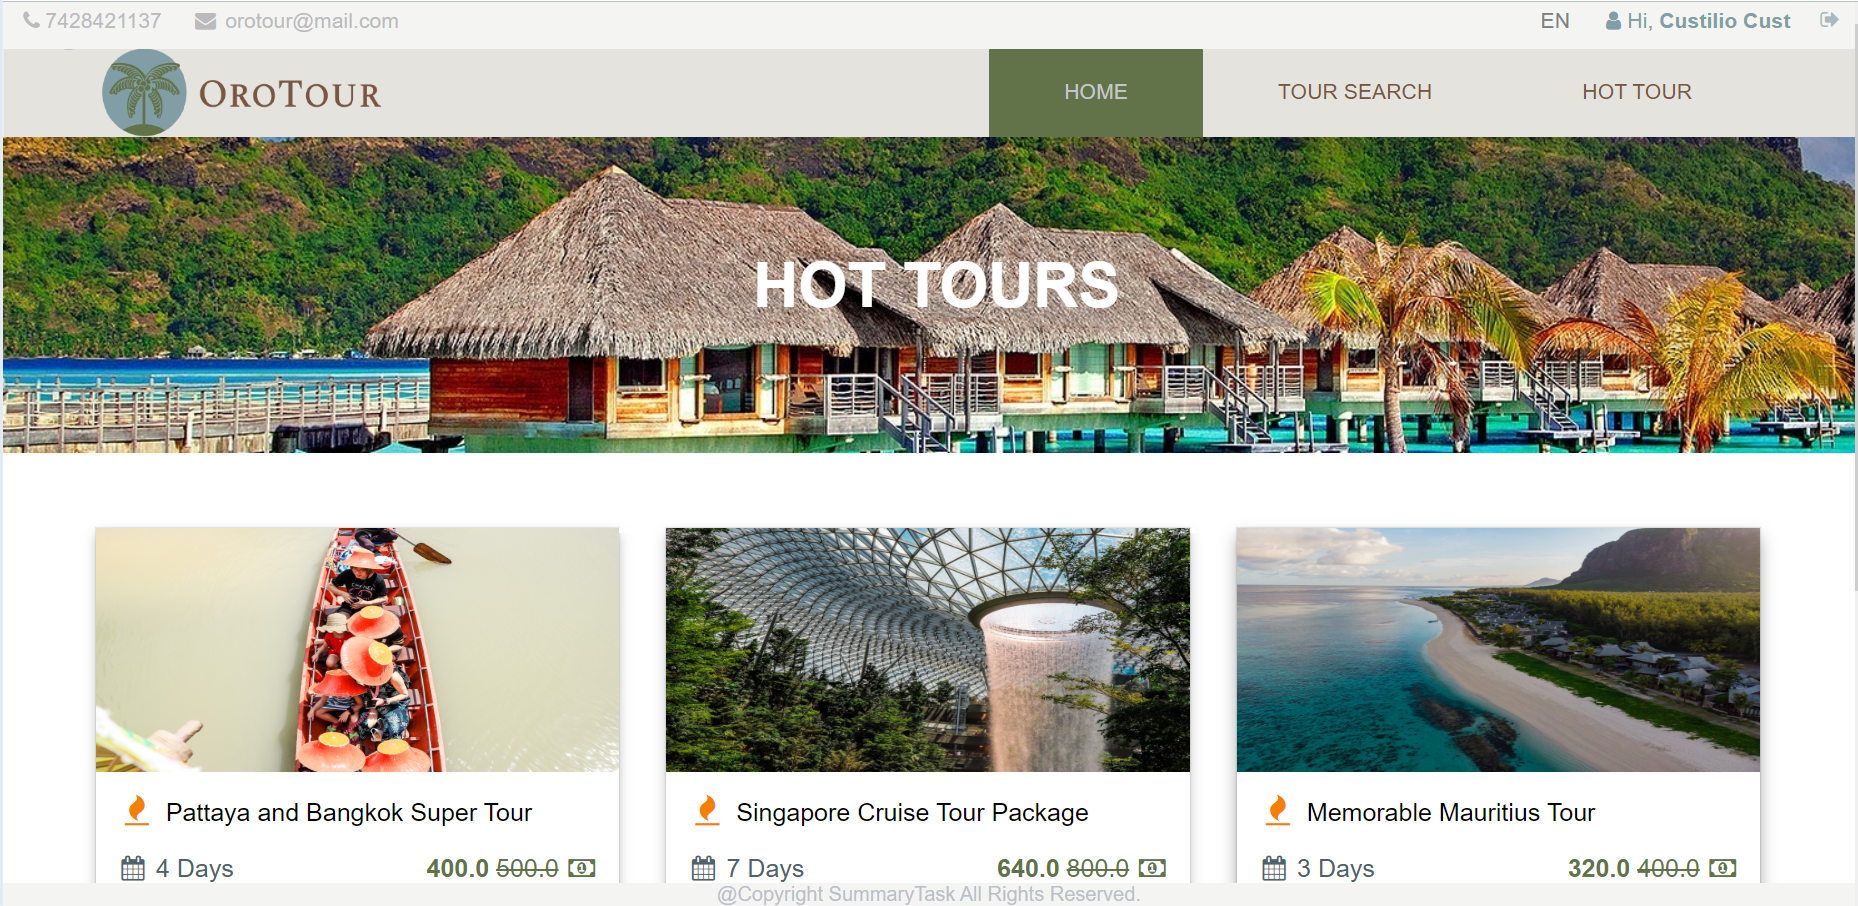 7428421137 orotour@mail.com EN Hi, Custilio Cust
OROTOUR HOME TOUR SEARCH HOT TOUR
HOT TOURS
Pattaya and Bangkok Super Tour
4 Days 400.0 500.0
Singapore Cruise Tour Package
7 Days 640.0 800.0
Memorable Mauritius Tour
3 Days 320.0 400.0
@Copyright SummaryTask All Rights Reserved.